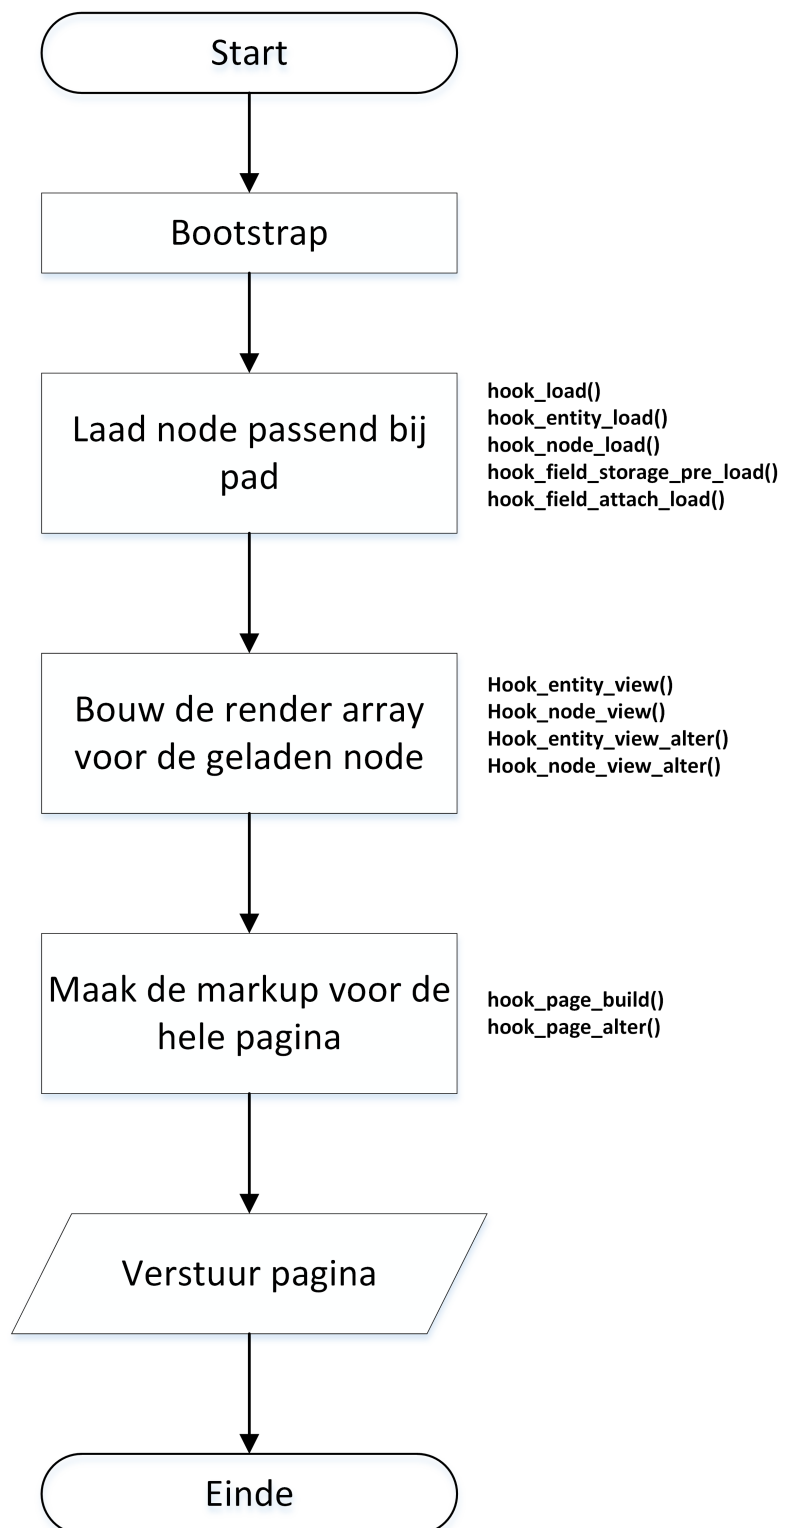 Start
Bootstrap
Laad node passend bij
pad
hook_load()
hook_entity_load()
hook_node_load()
hook_field_storage_pre_load()
hook_field_attach_load()
Bouw de render array
voor de geladen node
Hook_entity_view()
Hook_node_view()
Hook_entity_view_alter()
Hook_node_view_alter()
Maak de markup voor de
hele pagina
hook_page_build()
hook_page_alter()
Verstuur pagina
Einde